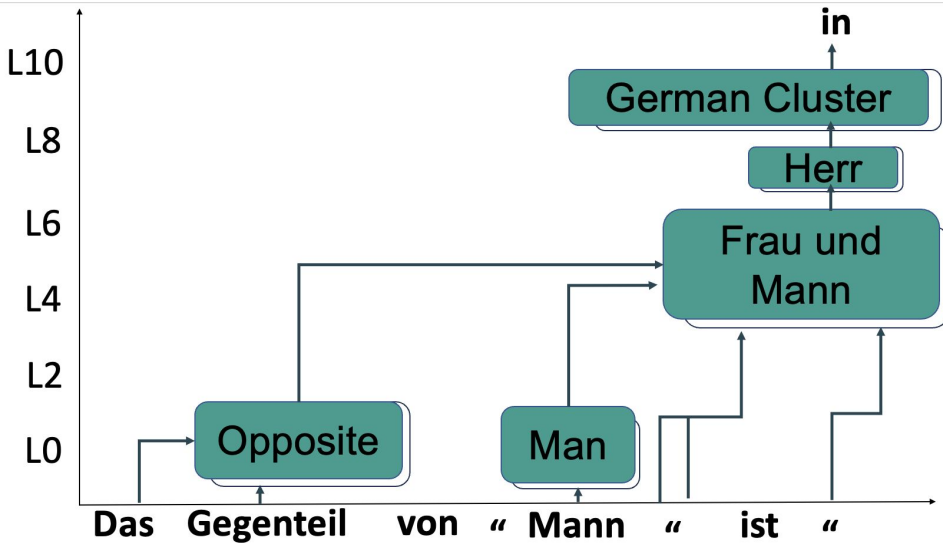 in
L10
German Cluster
L8
Herr
L6
Frau und
Mann
L4
L2
Opposite
Man
L0
Das Gegenteil von “ Mann “ ist “